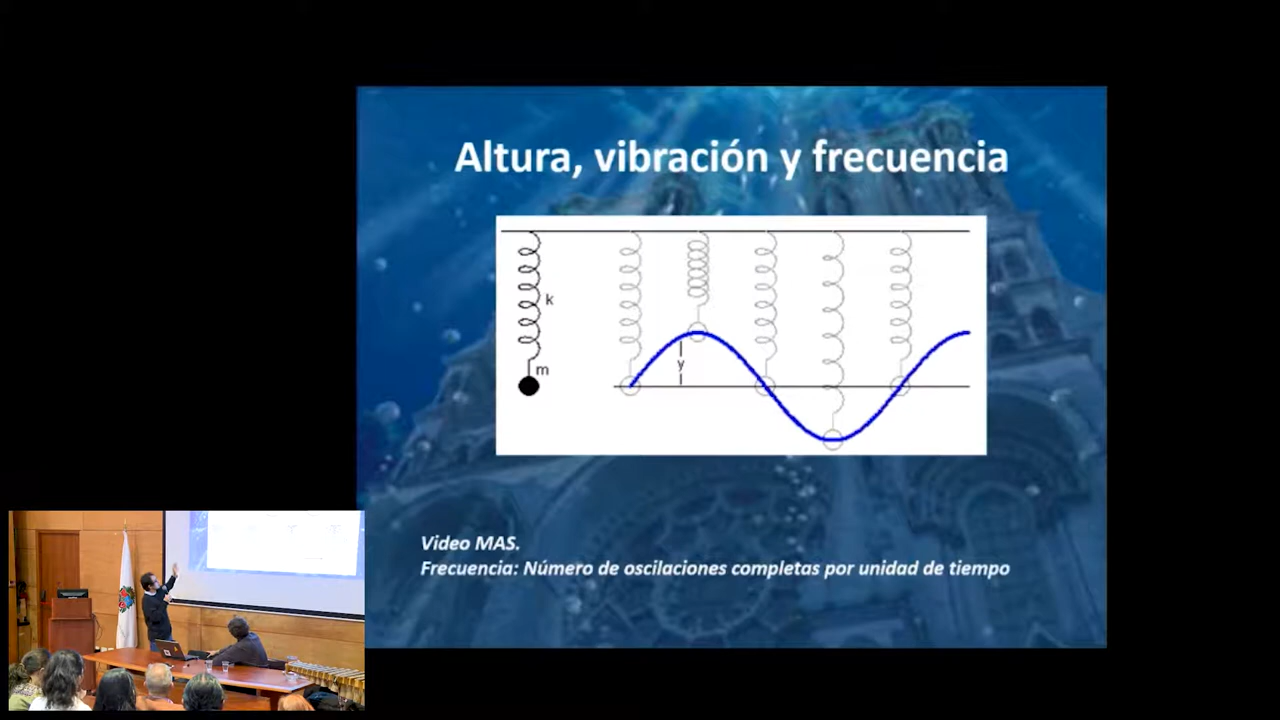 Altura, vibración y frecuencia
k
m
y
Video MAS.
Frecuencia: Número de oscilaciones completas por unidad de tiempo